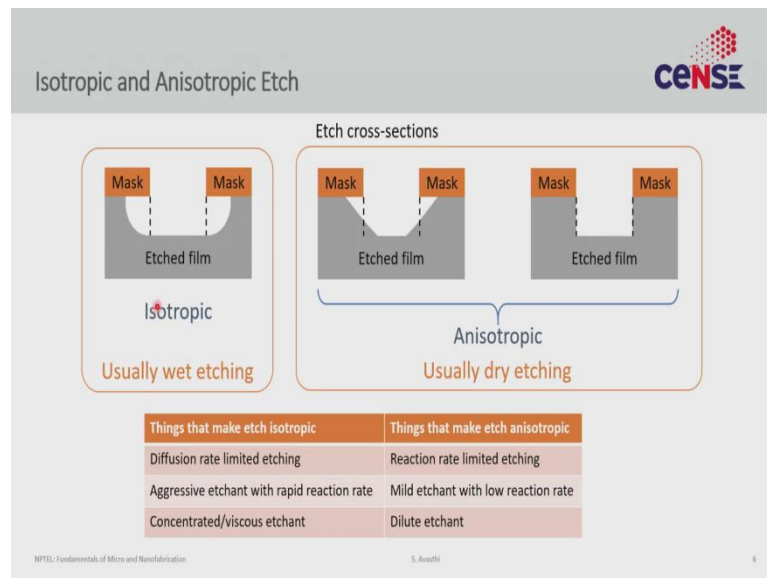 Isotropic and Anisotropic Etch
CeNSE
Etch cross-sections
Mask Mask
Etched film
Isotropic
Usually wet etching
Mask Mask
Etched film
Mask Mask
Etched film
Anisotropic
Usually dry etching
Things that make etch isotropic Things that make etch anisotropic
Diffusion rate limited etching Reaction rate limited etching
Aggressive etchant with rapid reaction rate Mild etchant with low reaction rate
Concentrated/viscous etchant Dilute etchant
NPTEL: Fundamentals of Micro and Nanofabrication S. Avasthi 6